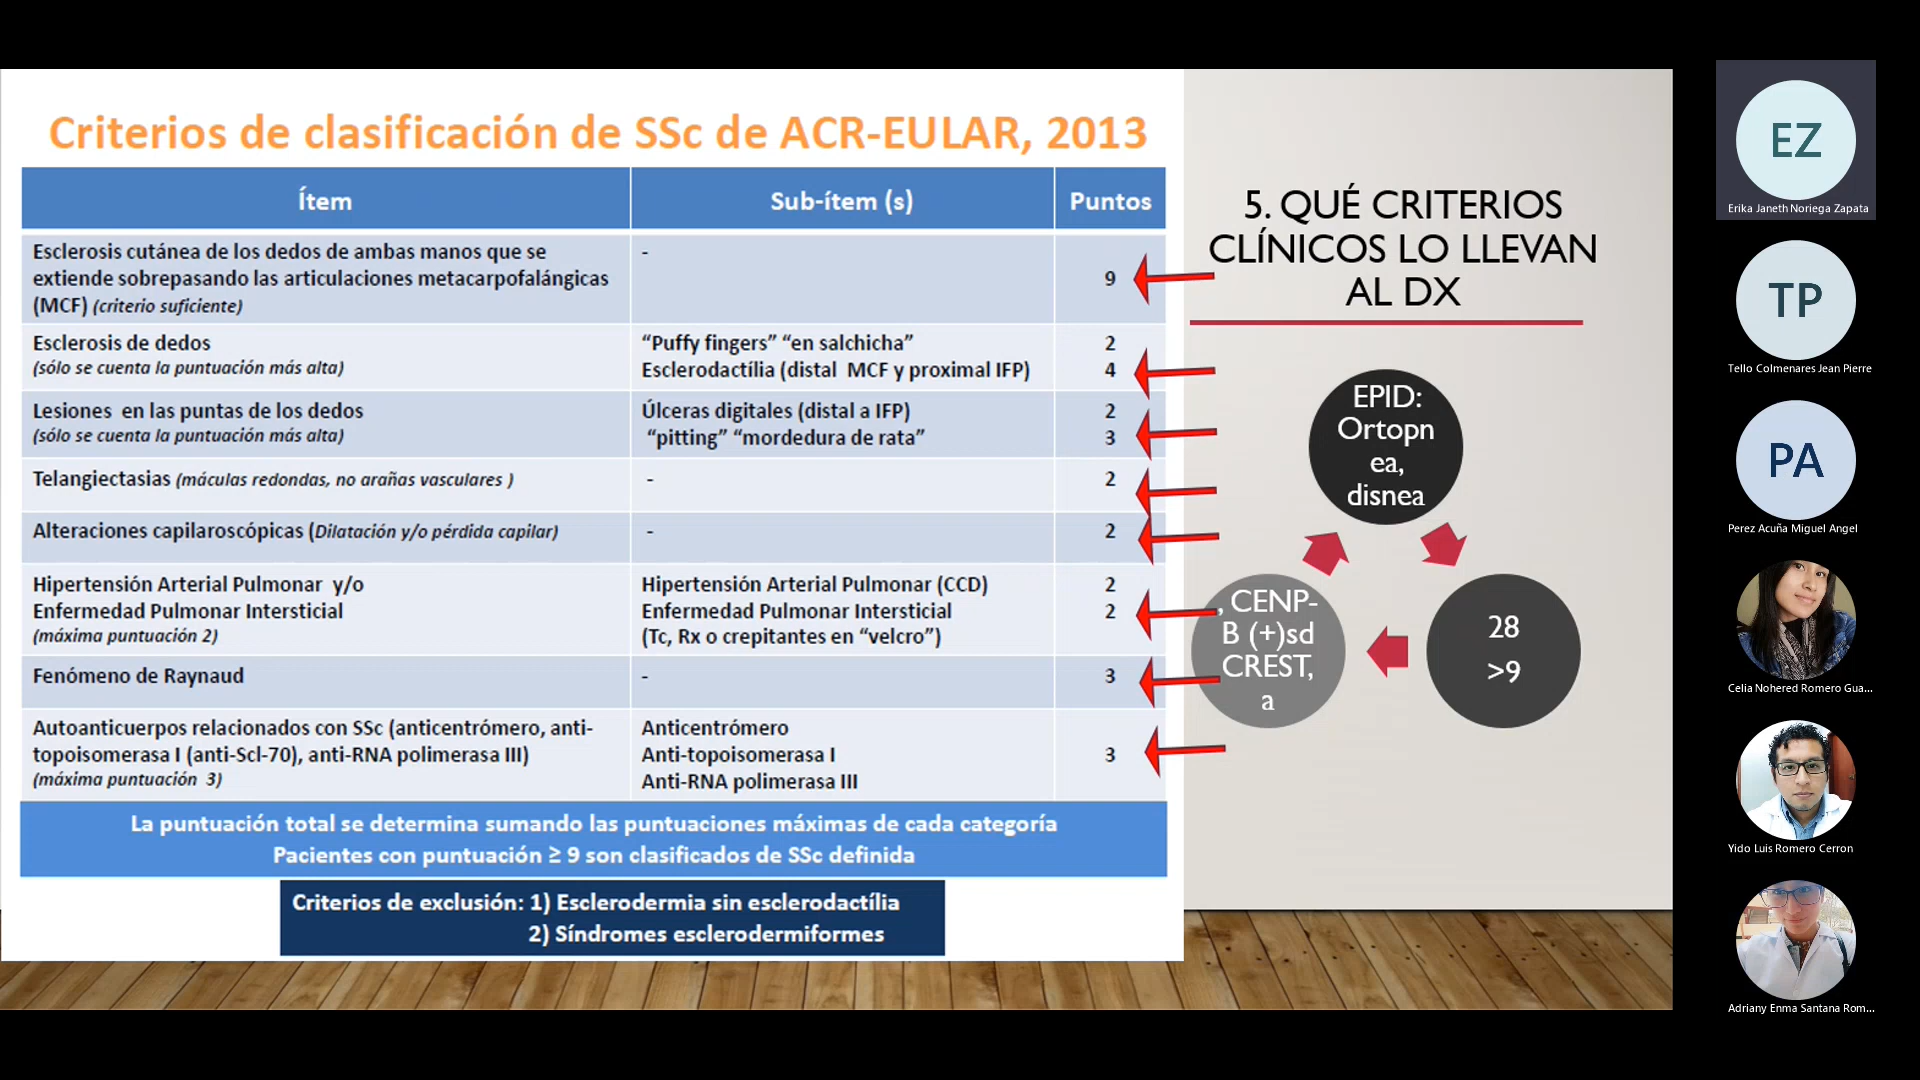 Criterios de clasificación de SSc de ACR-EULAR, 2013
Ítem
Sub-ítem (s)
Puntos
Esclerosis cutánea de los dedos de ambas manos que se
extiende sobrepasando las articulaciones metacarpofalángicas
(MCF) (criterio suficiente)
-
9
Esclerosis de dedos
(sólo se cuenta la puntuación más alta)
“Puffy fingers” “en salchicha”
Esclerodactília (distal MCF y proximal IFP)
2
4
Lesiones en las puntas de los dedos
(sólo se cuenta la puntuación más alta)
Úlceras digitales (distal a IFP)
“pitting” “mordedura de rata”
2
3
Telangiectasias (máculas redondas, no arañas vasculares )
-
2
Alteraciones capilaroscópicas (Dilatación y/o pérdida capilar)
-
2
Hipertensión Arterial Pulmonar y/o
Enfermedad Pulmonar Intersticial
(máxima puntuación 2)
Hipertensión Arterial Pulmonar (CCD)
Enfermedad Pulmonar Intersticial
(Tc, Rx o crepitantes en “velcro”)
2
2
Fenómeno de Raynaud
-
3
Autoanticuerpos relacionados con SSc (anticentrómero, anti-
topoisomerasa I (anti-Scl-70), anti-RNA polimerasa III)
(máxima puntuación 3)
Anticentrómero
Anti-topoisomerasa I
Anti-RNA polimerasa III
3
La puntuación total se determina sumando las puntuaciones máximas de cada categoría
Pacientes con puntuación ≥ 9 son clasificados de SSc definida
Criterios de exclusión: 1) Esclerodermia sin esclerodactília
2) Síndromes esclerodermiformes
5. QUÉ CRITERIOS
CLÍNICOS LO LLEVAN
AL DX
EPID:
Ortopn
ea,
disnea
28
>9
, CENP-
B (+)sd
CREST,
a
EZ
Erika Janeth Noriega Zapata
TP
Tello Colmenares Jean Pierre
PA
Perez Acuña Miguel Angel
Celia Nohered Romero Gua...
Yido Luis Romero Cerron
Adriany Enma Santana Rom...